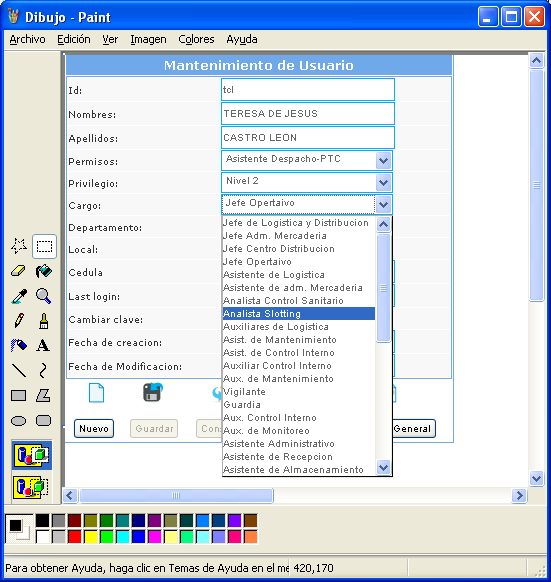 Dibujo - Paint
Archivo Edición Ver Imagen Colores Ayuda
Mantenimiento de Usuario
Id: tcl
Nombres: TERESA DE JESUS
Apellidos: CASTRO LEON
Permisos: Asistente Despacho-PTC
Privilegio: Nivel 2
Cargo: Jefe Opertaivo
Departamento:
Local:
Cedula
Last login:
Cambiar clave:
Fecha de creacion:
Fecha de Modificacion:
Jefe de Logistica y Distribucion
Jefe Adm. Mercaderia
Jefe Centro Distribucion
Jefe Opertaivo
Asistente de Logistica
Asistente de adm. Mercaderia
Analista Control Sanitario
Analista Slotting
Auxiliares de Logistica
Asist. de Mantenimiento
Asist. de Control Interno
Auxiliar Control Interno
Aux. de Mantenimiento
Vigilante
Guardia
Aux. Control Interno
Aux. de Monitoreo
Asistente Administrativo
Asistente de Recepcion
Asistente de Almacenamiento
Nuevo Guardar Con General
A
Para obtener Ayuda, haga clic en Temas de Ayuda en el me 420,170